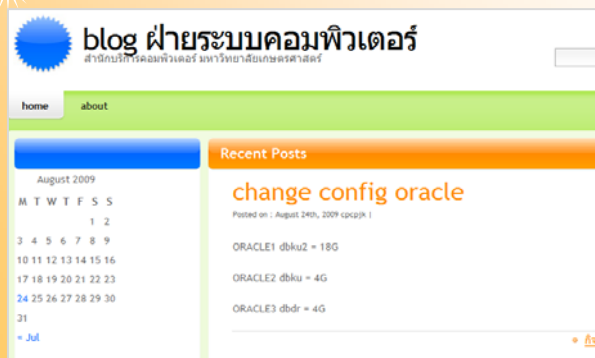 blog ฝ่ายระบบคอมพิวเตอร์
สำนักบริการคอมพิวเตอร์ มหาวิทยาลัยเกษตรศาสตร์
home about
August 2009
M T W T F S S
1 2
3 4 5 6 7 8 9
10 11 12 13 14 15 16
17 18 19 20 21 22 23
24 25 26 27 28 29 30
31
« Jul
Recent Posts
change config oracle
Posted on : August 24th, 2009 cpcpjk |
ORACLE1 dbku2 = 18G
ORACLE2 dbku = 4G
ORACLE3 dbdr = 4G